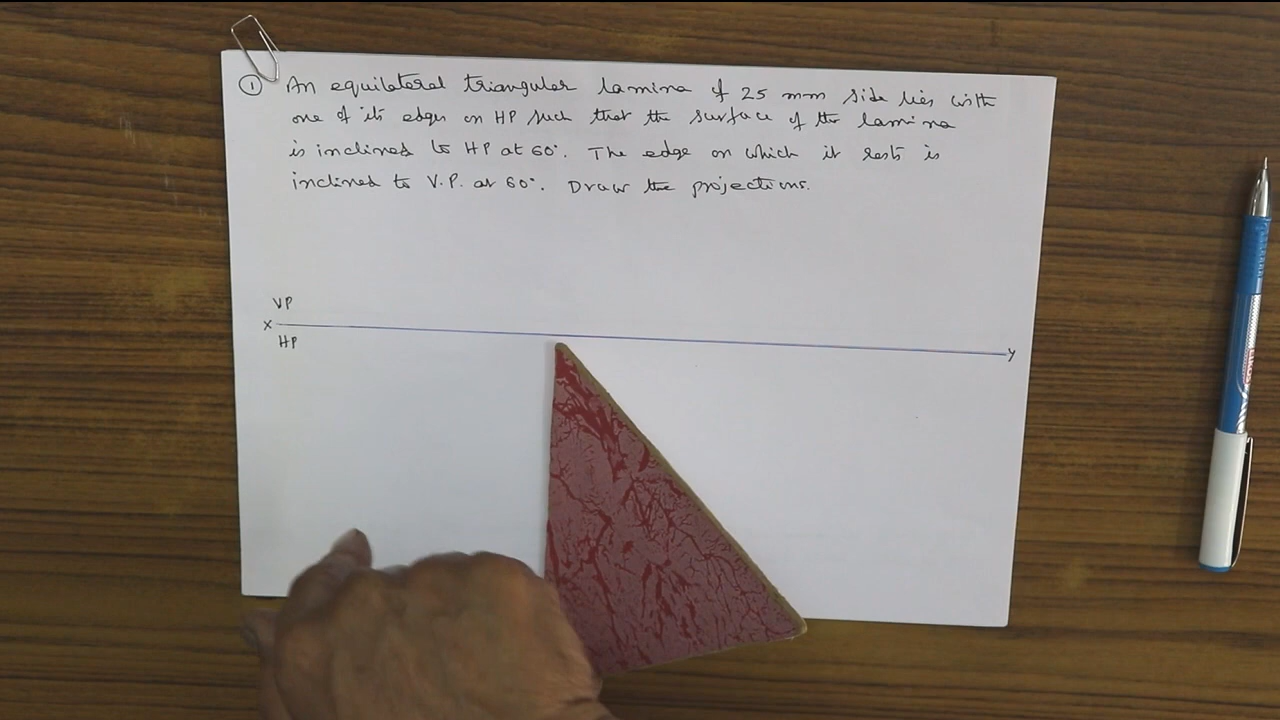 ① An equilateral triangular lamina of 25 mm side lies with
one of its edges on HP such that the surface of the lamina
is inclined to HP at 60°. The edge on which it rests is
inclined to V.P. at 60°. Draw the projections.
VP
X
HP
Y